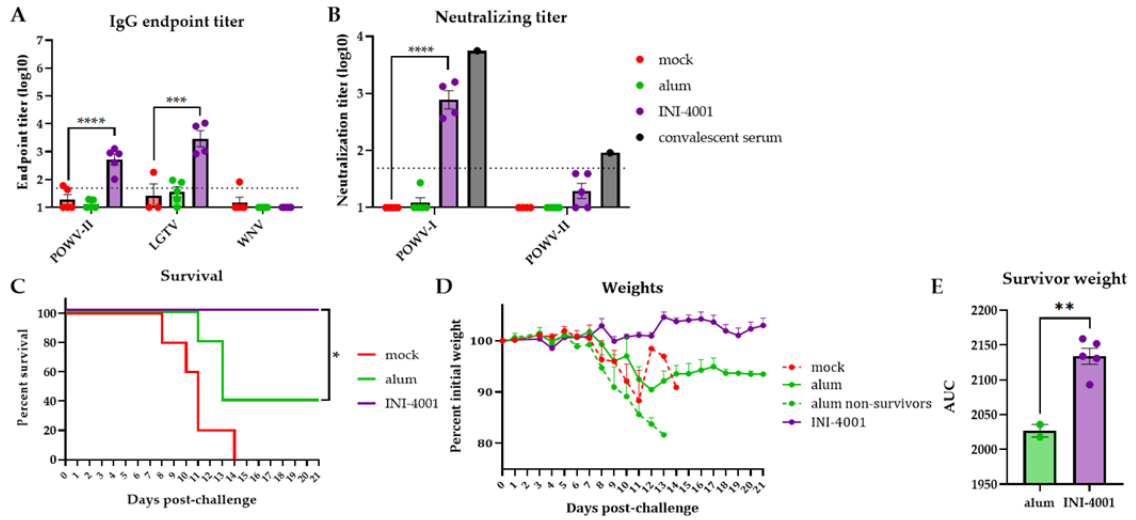 A
IgG endpoint titer
Endpoint titer (log10)
7
6
5
4
3
2
1
****
***
POWV-II
LGTV
WNV
B
Neutralizing titer
Neutralization titer (log10)
4
3
2
1
****
POWV-I
POWV-II
mock
alum
INI-4001
convalescent serum
C
Survival
Percent survival
100
80
60
40
20
0
*
0 1 2 3 4 5 6 7 8 9 10 11 12 13 14 15 16 17 18 19 20 21
Days post-challenge
mock
alum
INI-4001
D
Weights
Percent initial weight
100
90
80
0 1 2 3 4 5 6 7 8 9 10 11 12 13 14 15 16 17 18 19 20 21
Days post-challenge
mock
alum
alum non-survivors
INI-4001
E
Survivor weight
AUC
2200
2150
2100
2050
2000
1950
**
alum INI-4001